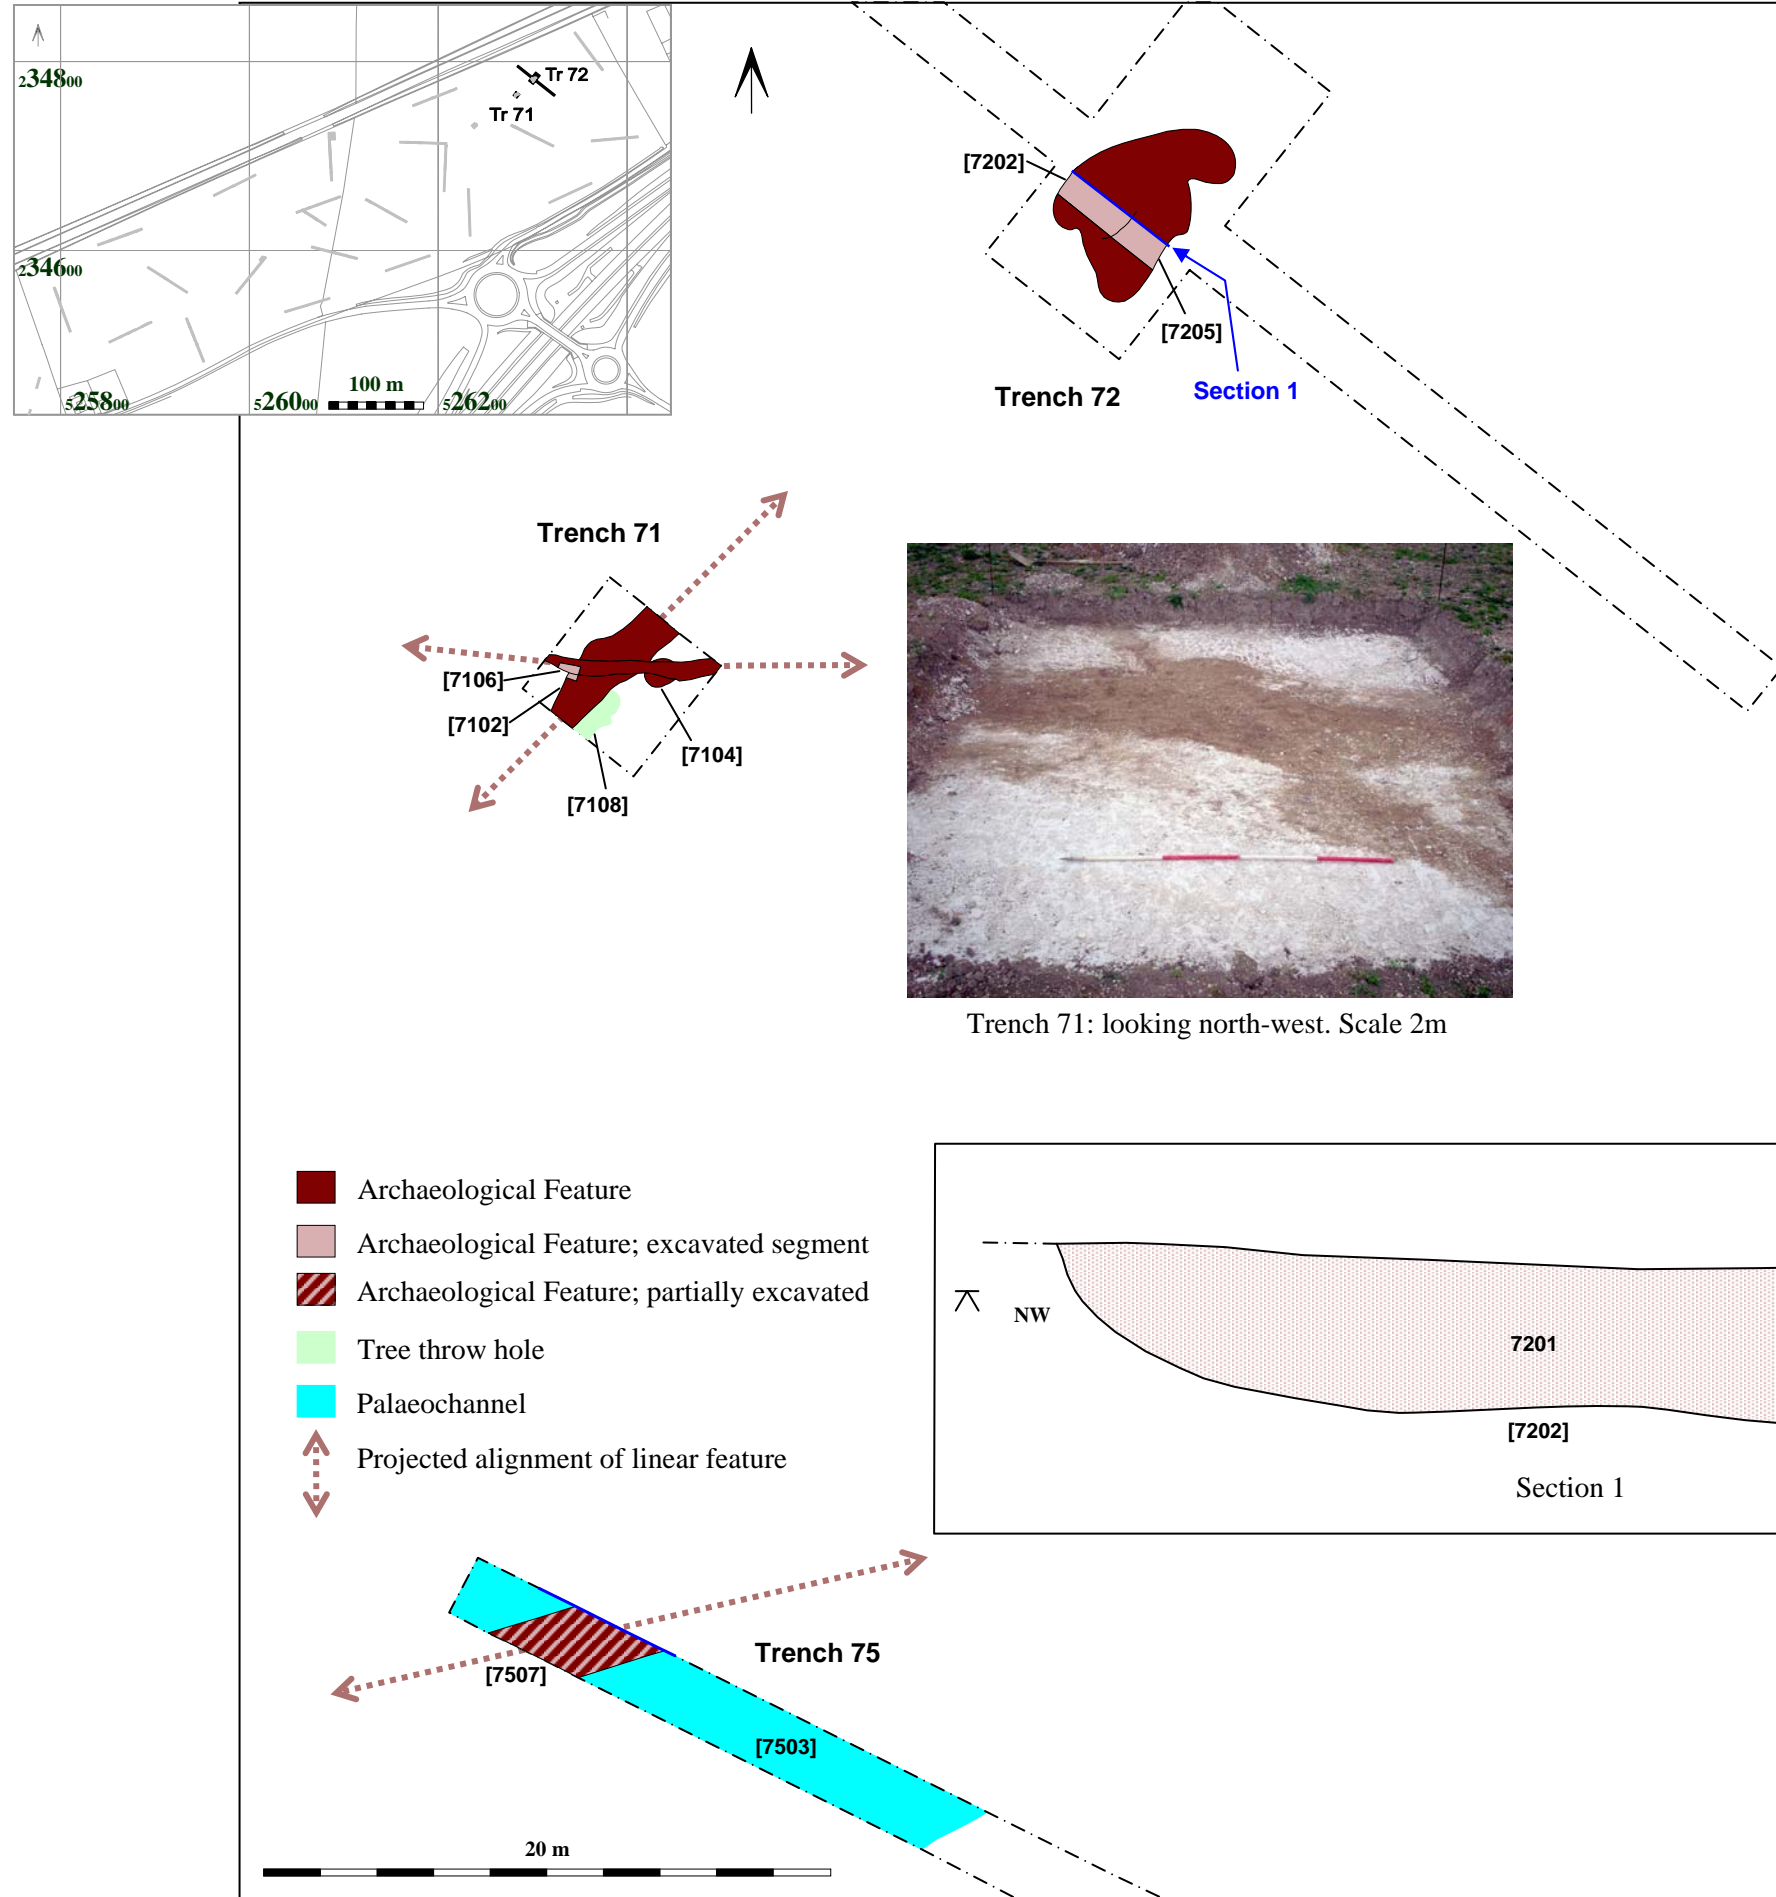 234800
Tr 72
Tr 71
234600
100 m
525800
526000
526200
[7202]
[7205]
Trench 72
Section 1
Trench 71
[7106]
[7102]
[7104]
[7108]
Trench 71: looking north-west. Scale 2m
Archaeological Feature
Archaeological Feature; excavated segment
Archaeological Feature; partially excavated
Tree throw hole
Palaeochannel
Projected alignment of linear feature
NW
7201
[7202]
Section 1
Trench 75
[7507]
[7503]
20 m